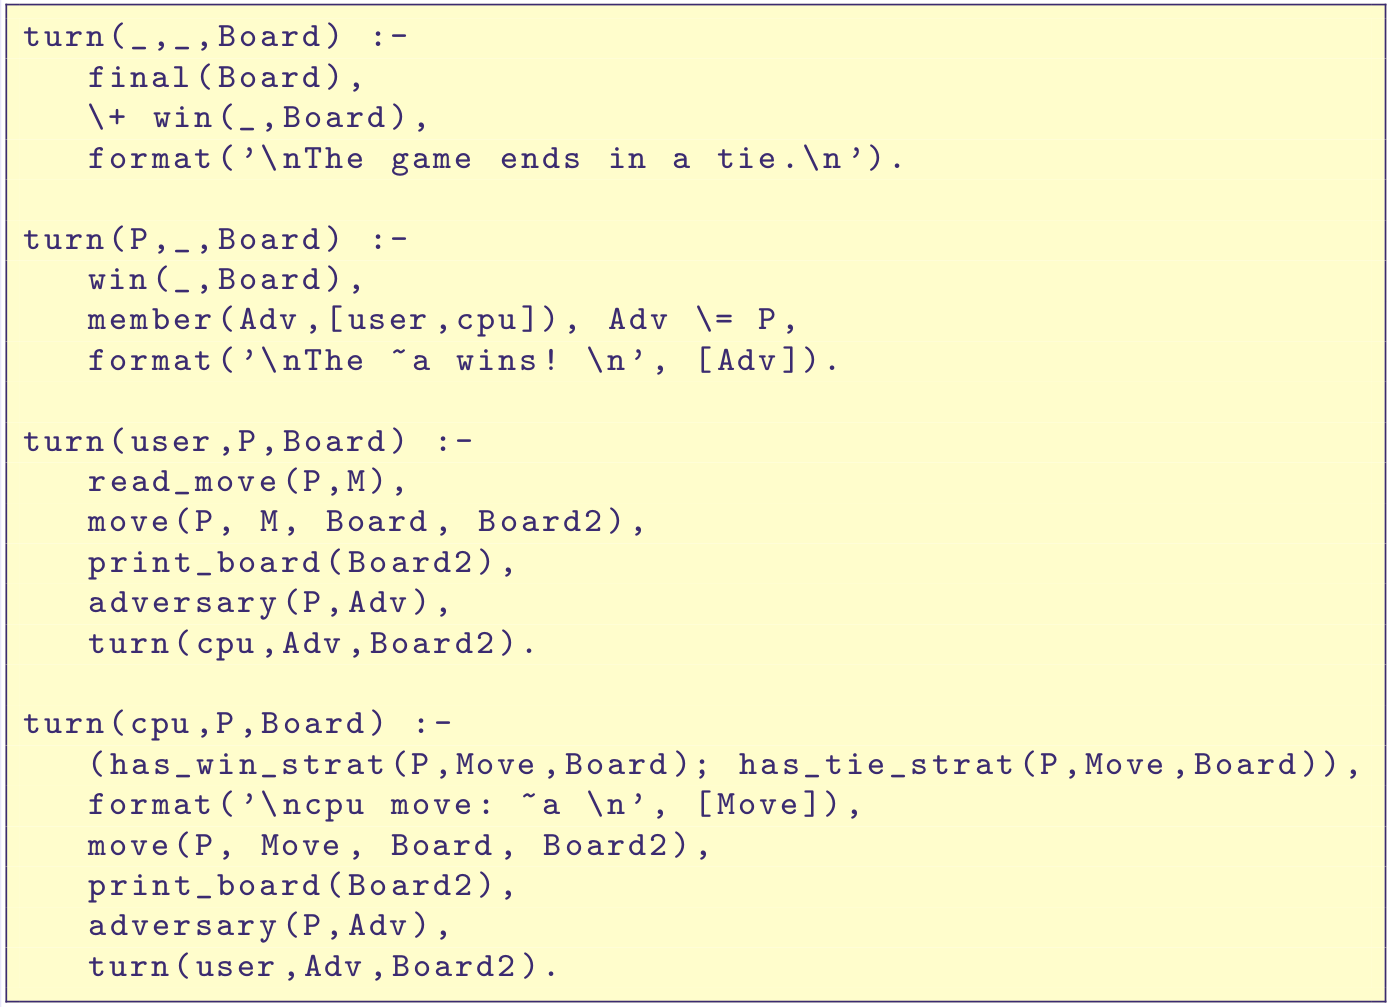 turn(_,_,Board) :-
   final(Board),
   \+ win(_,Board),
   format('\nThe game ends in a tie.\n').

turn(P,_,Board) :-
   win(_,Board),
   member(Adv,[user,cpu]), Adv \= P,
   format('\nThe ~a wins! \n', [Adv]).

turn(user,P,Board) :-
   read_move(P,M),
   move(P, M, Board, Board2),
   print_board(Board2),
   adversary(P,Adv),
   turn(cpu,Adv,Board2).

turn(cpu,P,Board) :-
   (has_win_strat(P,Move,Board); has_tie_strat(P,Move,Board)),
   format('\ncpu move: ~a \n', [Move]),
   move(P, Move, Board, Board2),
   print_board(Board2),
   adversary(P,Adv),
   turn(user,Adv,Board2).